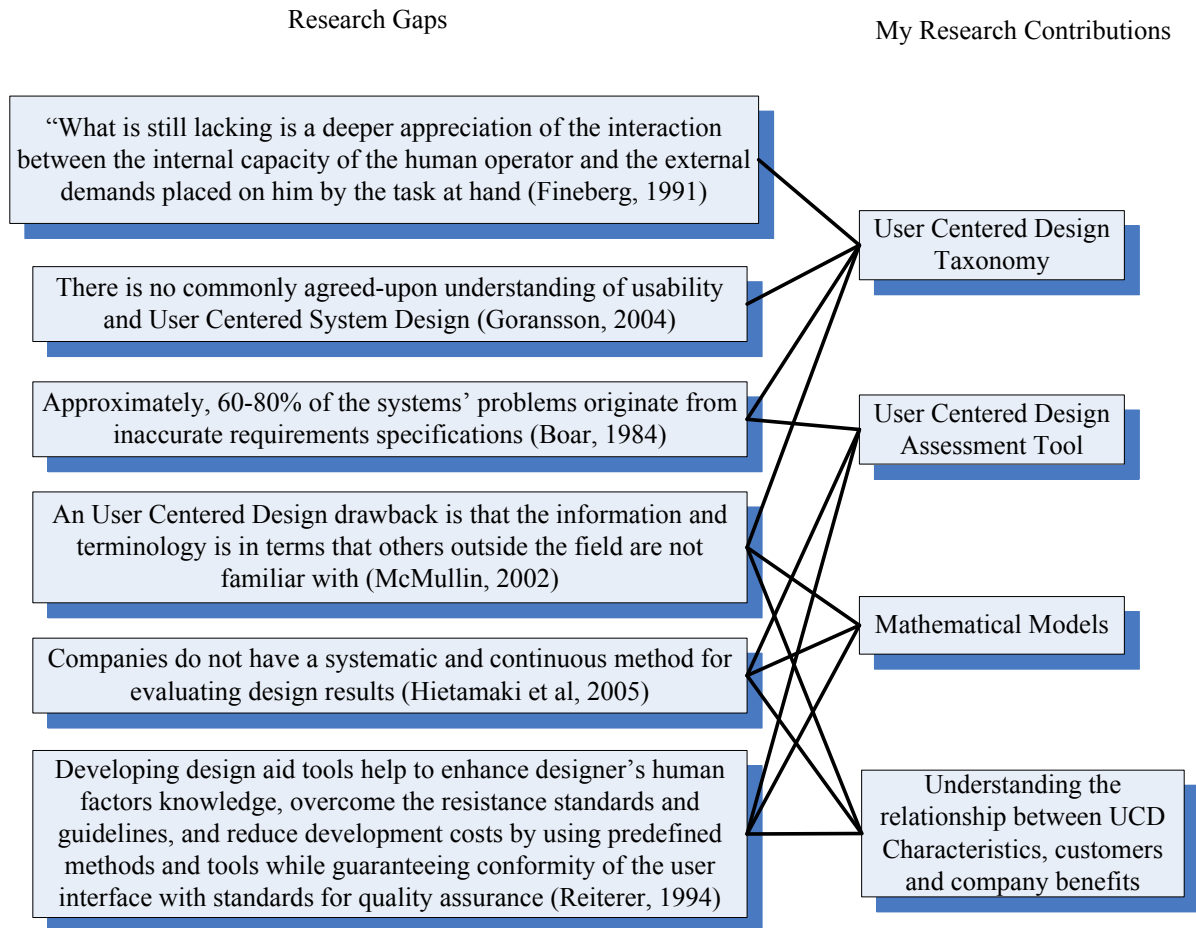 Research Gaps
My Research Contributions
“What is still lacking is a deeper appreciation of the interaction
between the internal capacity of the human operator and the external
demands placed on him by the task at hand (Fineberg, 1991)
There is no commonly agreed-upon understanding of usability
and User Centered System Design (Goransson, 2004)
Approximately, 60-80% of the systems’ problems originate from
inaccurate requirements specifications (Boar, 1984)
An User Centered Design drawback is that the information and
terminology is in terms that others outside the field are not
familiar with (McMullin, 2002)
Companies do not have a systematic and continuous method for
evaluating design results (Hietamaki et al, 2005)
Developing design aid tools help to enhance designer’s human
factors knowledge, overcome the resistance standards and
guidelines, and reduce development costs by using predefined
methods and tools while guaranteeing conformity of the user
interface with standards for quality assurance (Reiterer, 1994)
User Centered Design
Taxonomy
User Centered Design
Assessment Tool
Mathematical Models
Understanding the
relationship between UCD
Characteristics, customers
and company benefits